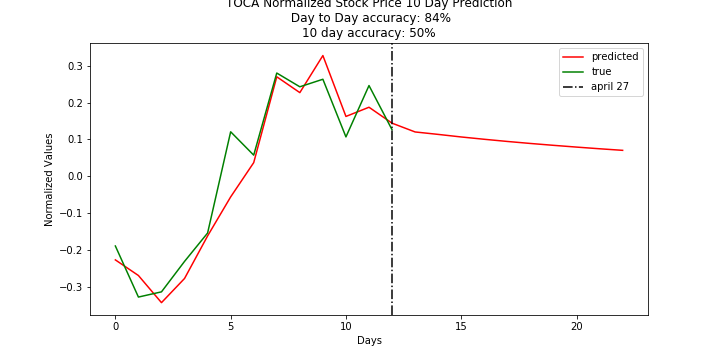 TOCA Normalized Stock Price 10 Day Prediction
Day to Day accuracy: 84%
10 day accuracy: 50%
predicted
true
april 27
Normalized Values
0.3
0.2
0.1
0.0
−0.1
−0.2
−0.3
0 5 10 15 20
Days